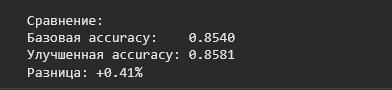 Сравнение:
Базовая accuracy:    0.8540
Улучшенная accuracy: 0.8581
Разница: +0.41%